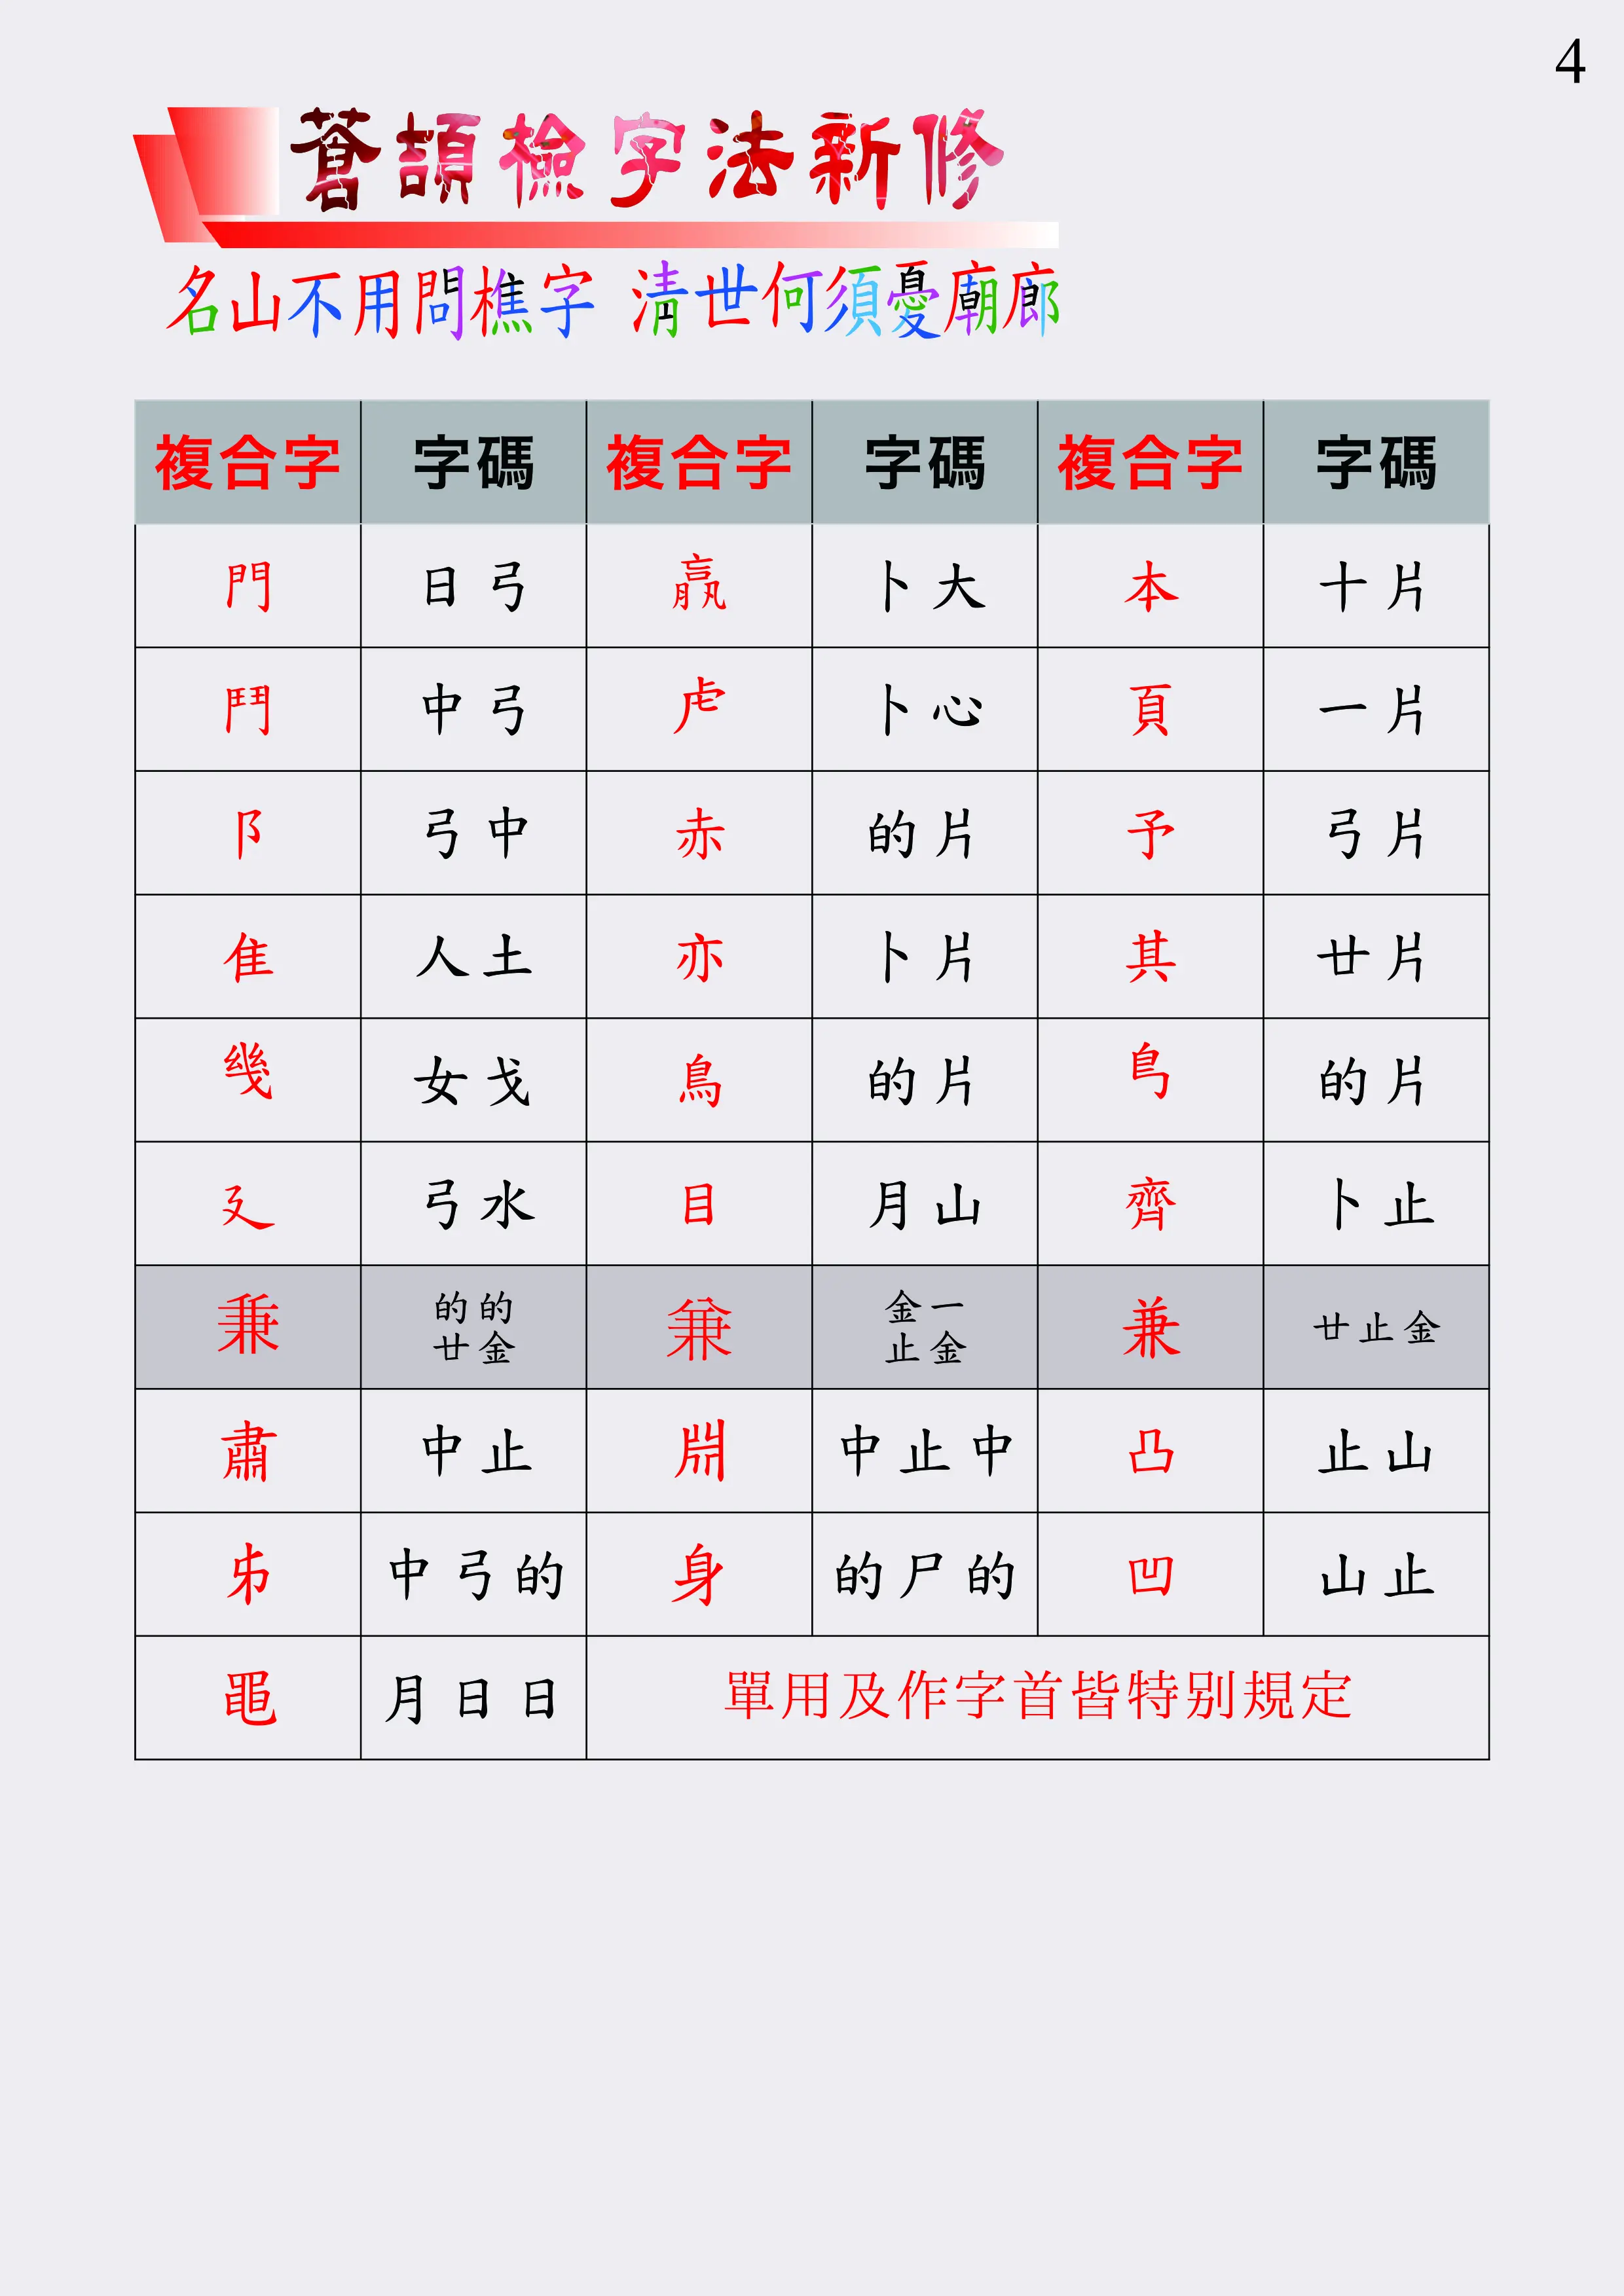 4
蒼頡檢字法新修
名山不用問樵字 清世何須憂廟廊
複合字 字碼 複合字 字碼 複合字 字碼
門 日弓 卜大 本 十片
鬥 中弓 虍 卜心 頁 一片
阝 弓中 赤 的片 予 弓片
隹 人土 亦 卜片 其 廿片
幾 女戈 鳥 的片 的片
廴 弓水 目 月山 齊 卜止
秉 的的廿金 兼 金一止金 兼 廿止金
肅 中止 中止中 凸 止山
中弓的 身 的尸的 凹 山止
黽 月日日 單用及作字首皆特別規定